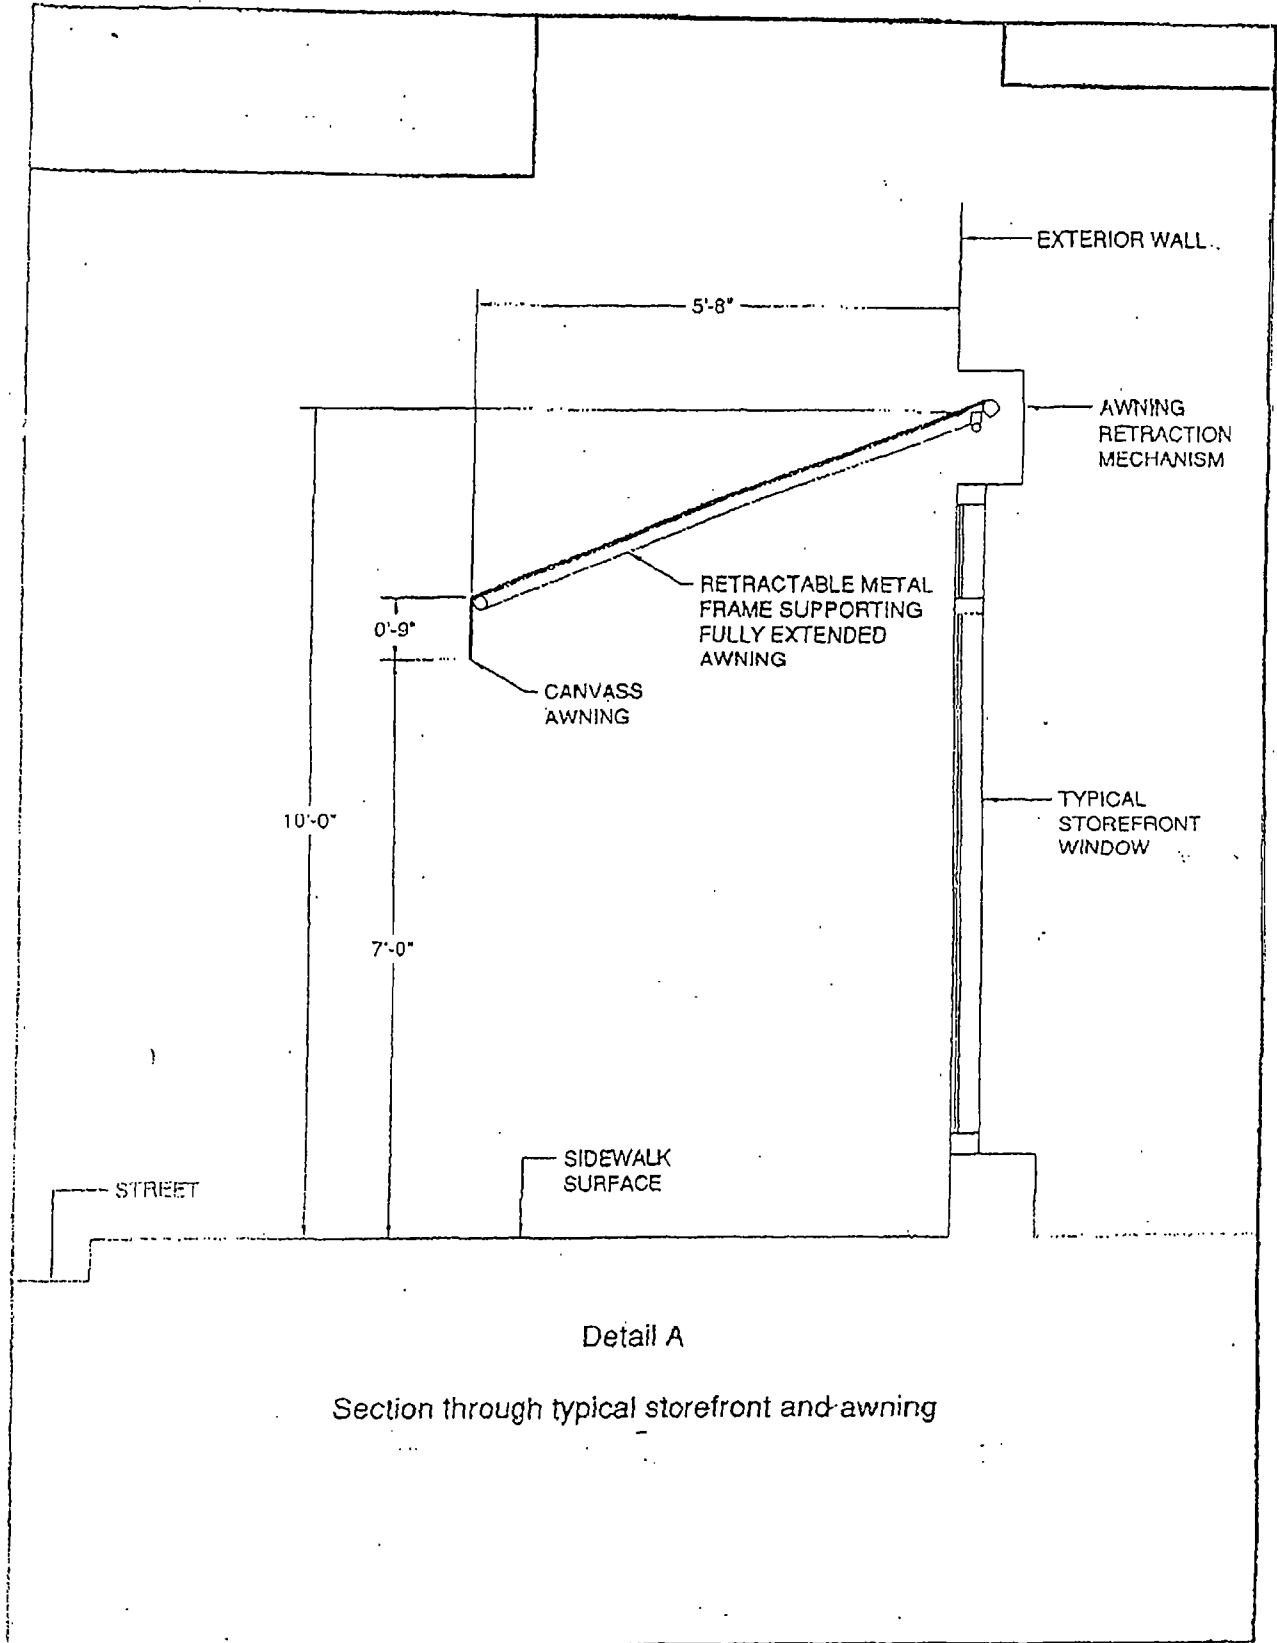 EXTERIOR WALL
5'-8"
AWNING
RETRACTION
MECHANISM
RETRACTABLE METAL
FRAME SUPPORTING
FULLY EXTENDED
AWNING
0'-9"
CANVASS
AWNING
10'-0"
TYPICAL
STOREFRONT
WINDOW
7'-0"
SIDEWALK
SURFACE
STREET
Detail A
Section through typical storefront and awning